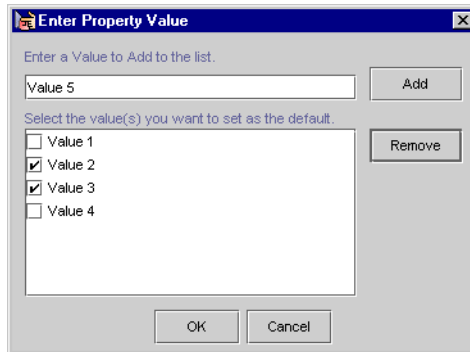 Enter Property Value
Enter a Value to Add to the list.
Value 5
Add
Select the value(s) you want to set as the default.
Value 1
Value 2
Value 3
Value 4
Remove
OK
Cancel